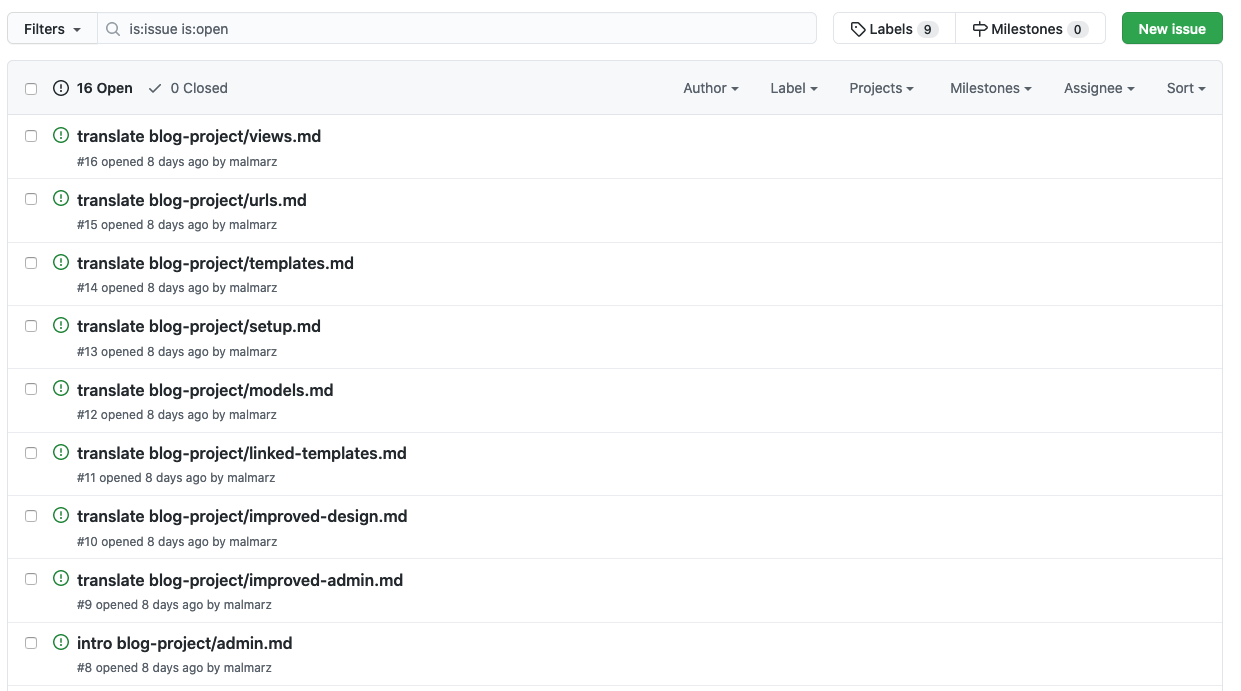 Filters is:issue is:open Labels 9 Milestones 0 New issue
16 Open 0 Closed Author Label Projects Milestones Assignee Sort
translate blog-project/views.md
#16 opened 8 days ago by malmarz
translate blog-project/urls.md
#15 opened 8 days ago by malmarz
translate blog-project/templates.md
#14 opened 8 days ago by malmarz
translate blog-project/setup.md
#13 opened 8 days ago by malmarz
translate blog-project/models.md
#12 opened 8 days ago by malmarz
translate blog-project/linked-templates.md
#11 opened 8 days ago by malmarz
translate blog-project/improved-design.md
#10 opened 8 days ago by malmarz
translate blog-project/improved-admin.md
#9 opened 8 days ago by malmarz
intro blog-project/admin.md
#8 opened 8 days ago by malmarz